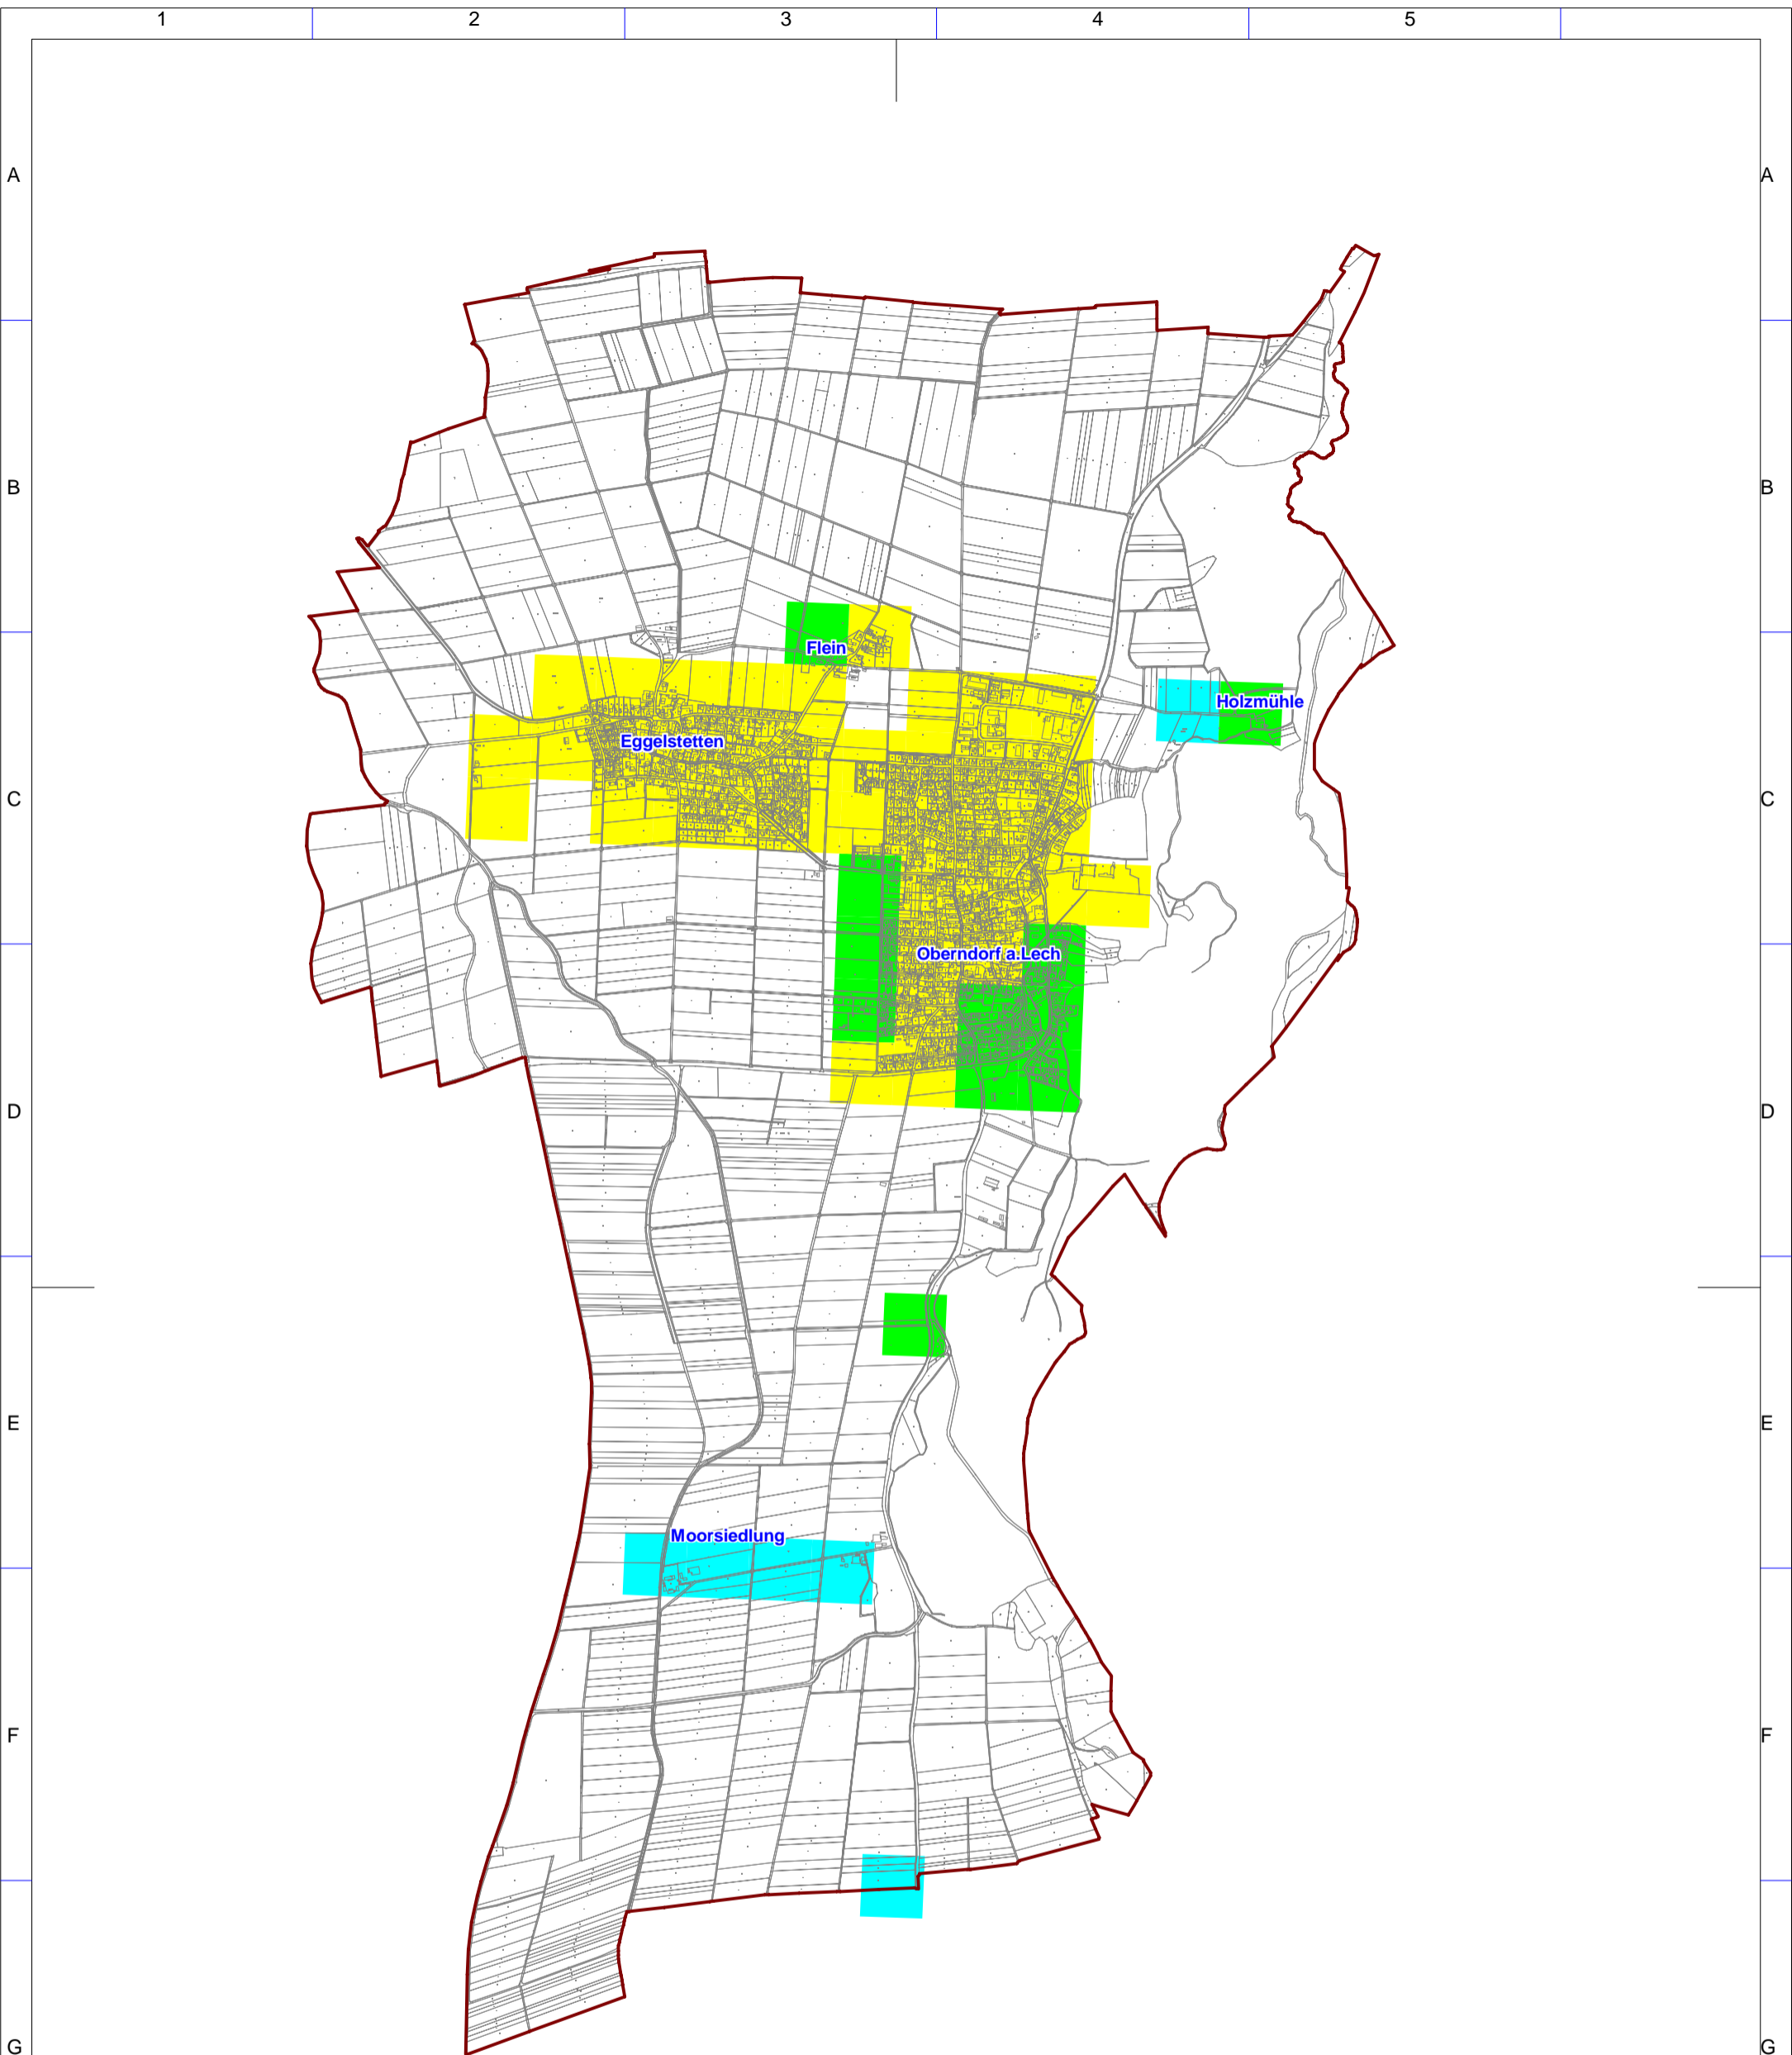 1 2 3 4 5
A A
B B
Flein
Holzmühle
Eggelstetten
C C
Oberndorf a.Lech
D D
E E
Moorsiedlung
F F
G G